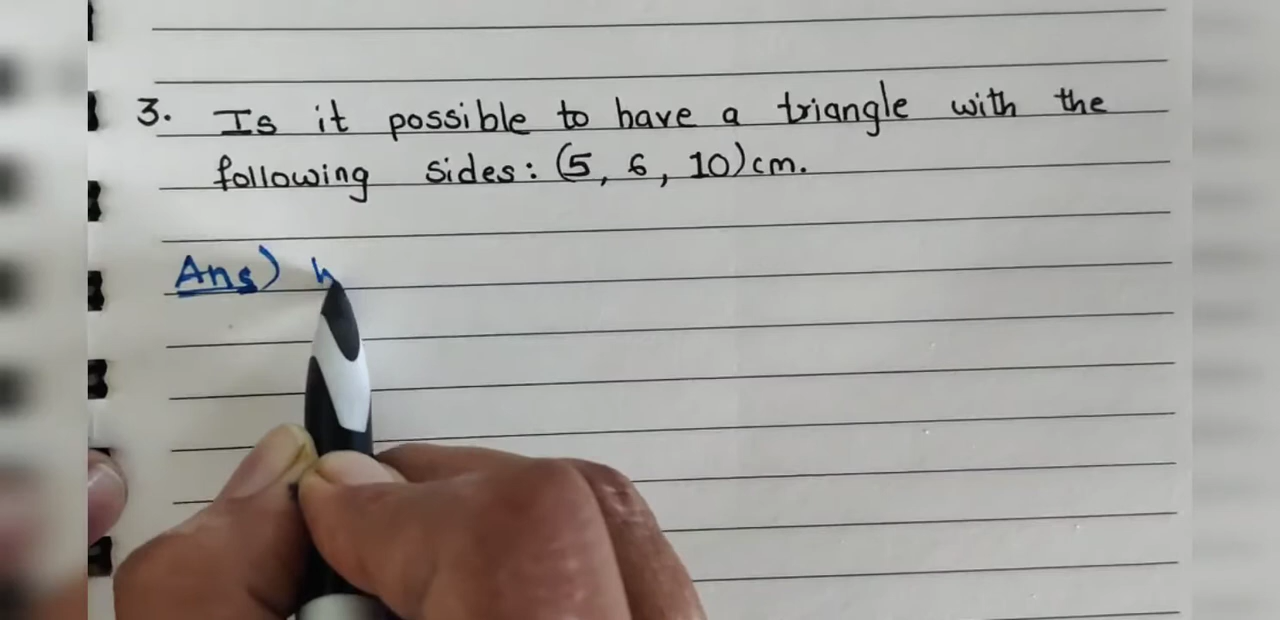 3. Is it possible to have a triangle with the
following sides: (5, 6, 10)cm.
Ans)